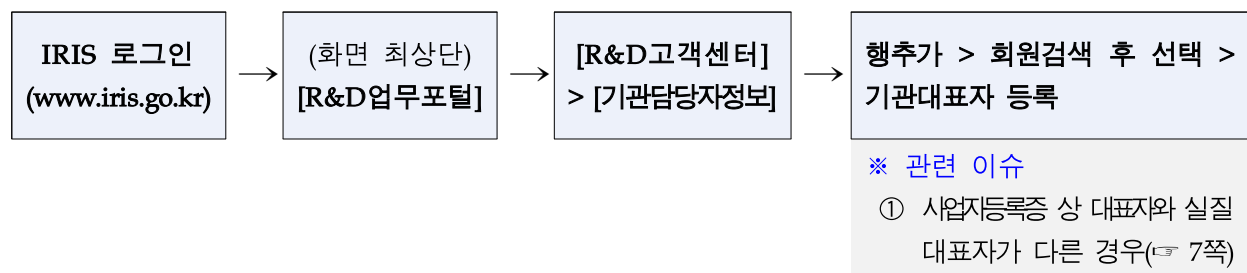 IRIS 로그인
(www.iris.go.kr)
→
(화면 최상단)
[R&D업무포털]
→
[R&D고객센터]
> [기관담당자정보]
→
행추가 > 회원검색 후 선택 >
기관대표자 등록
※ 관련 이슈
① 사업자등록증 상 대표자와 실질
대표자가 다른 경우(☞ 7쪽)